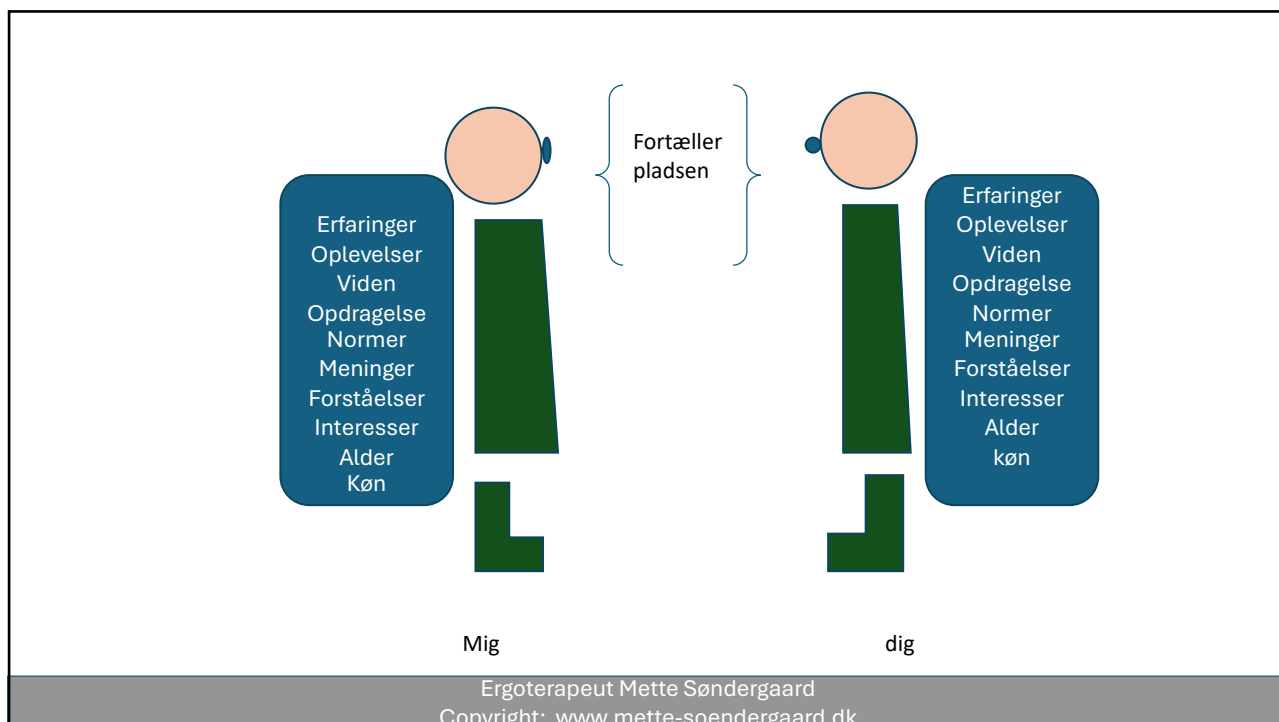 Fortæller
pladsen
Erfaringer
Oplevelser
Viden
Opdragelse
Normer
Meninger
Forståelser
Interesser
Alder
Køn
Erfaringer
Oplevelser
Viden
Opdragelse
Normer
Meninger
Forståelser
Interesser
Alder
køn
Mig
dig
Ergoterapeut Mette Søndergaard
Copyright: www.mette-soendergaard.dk